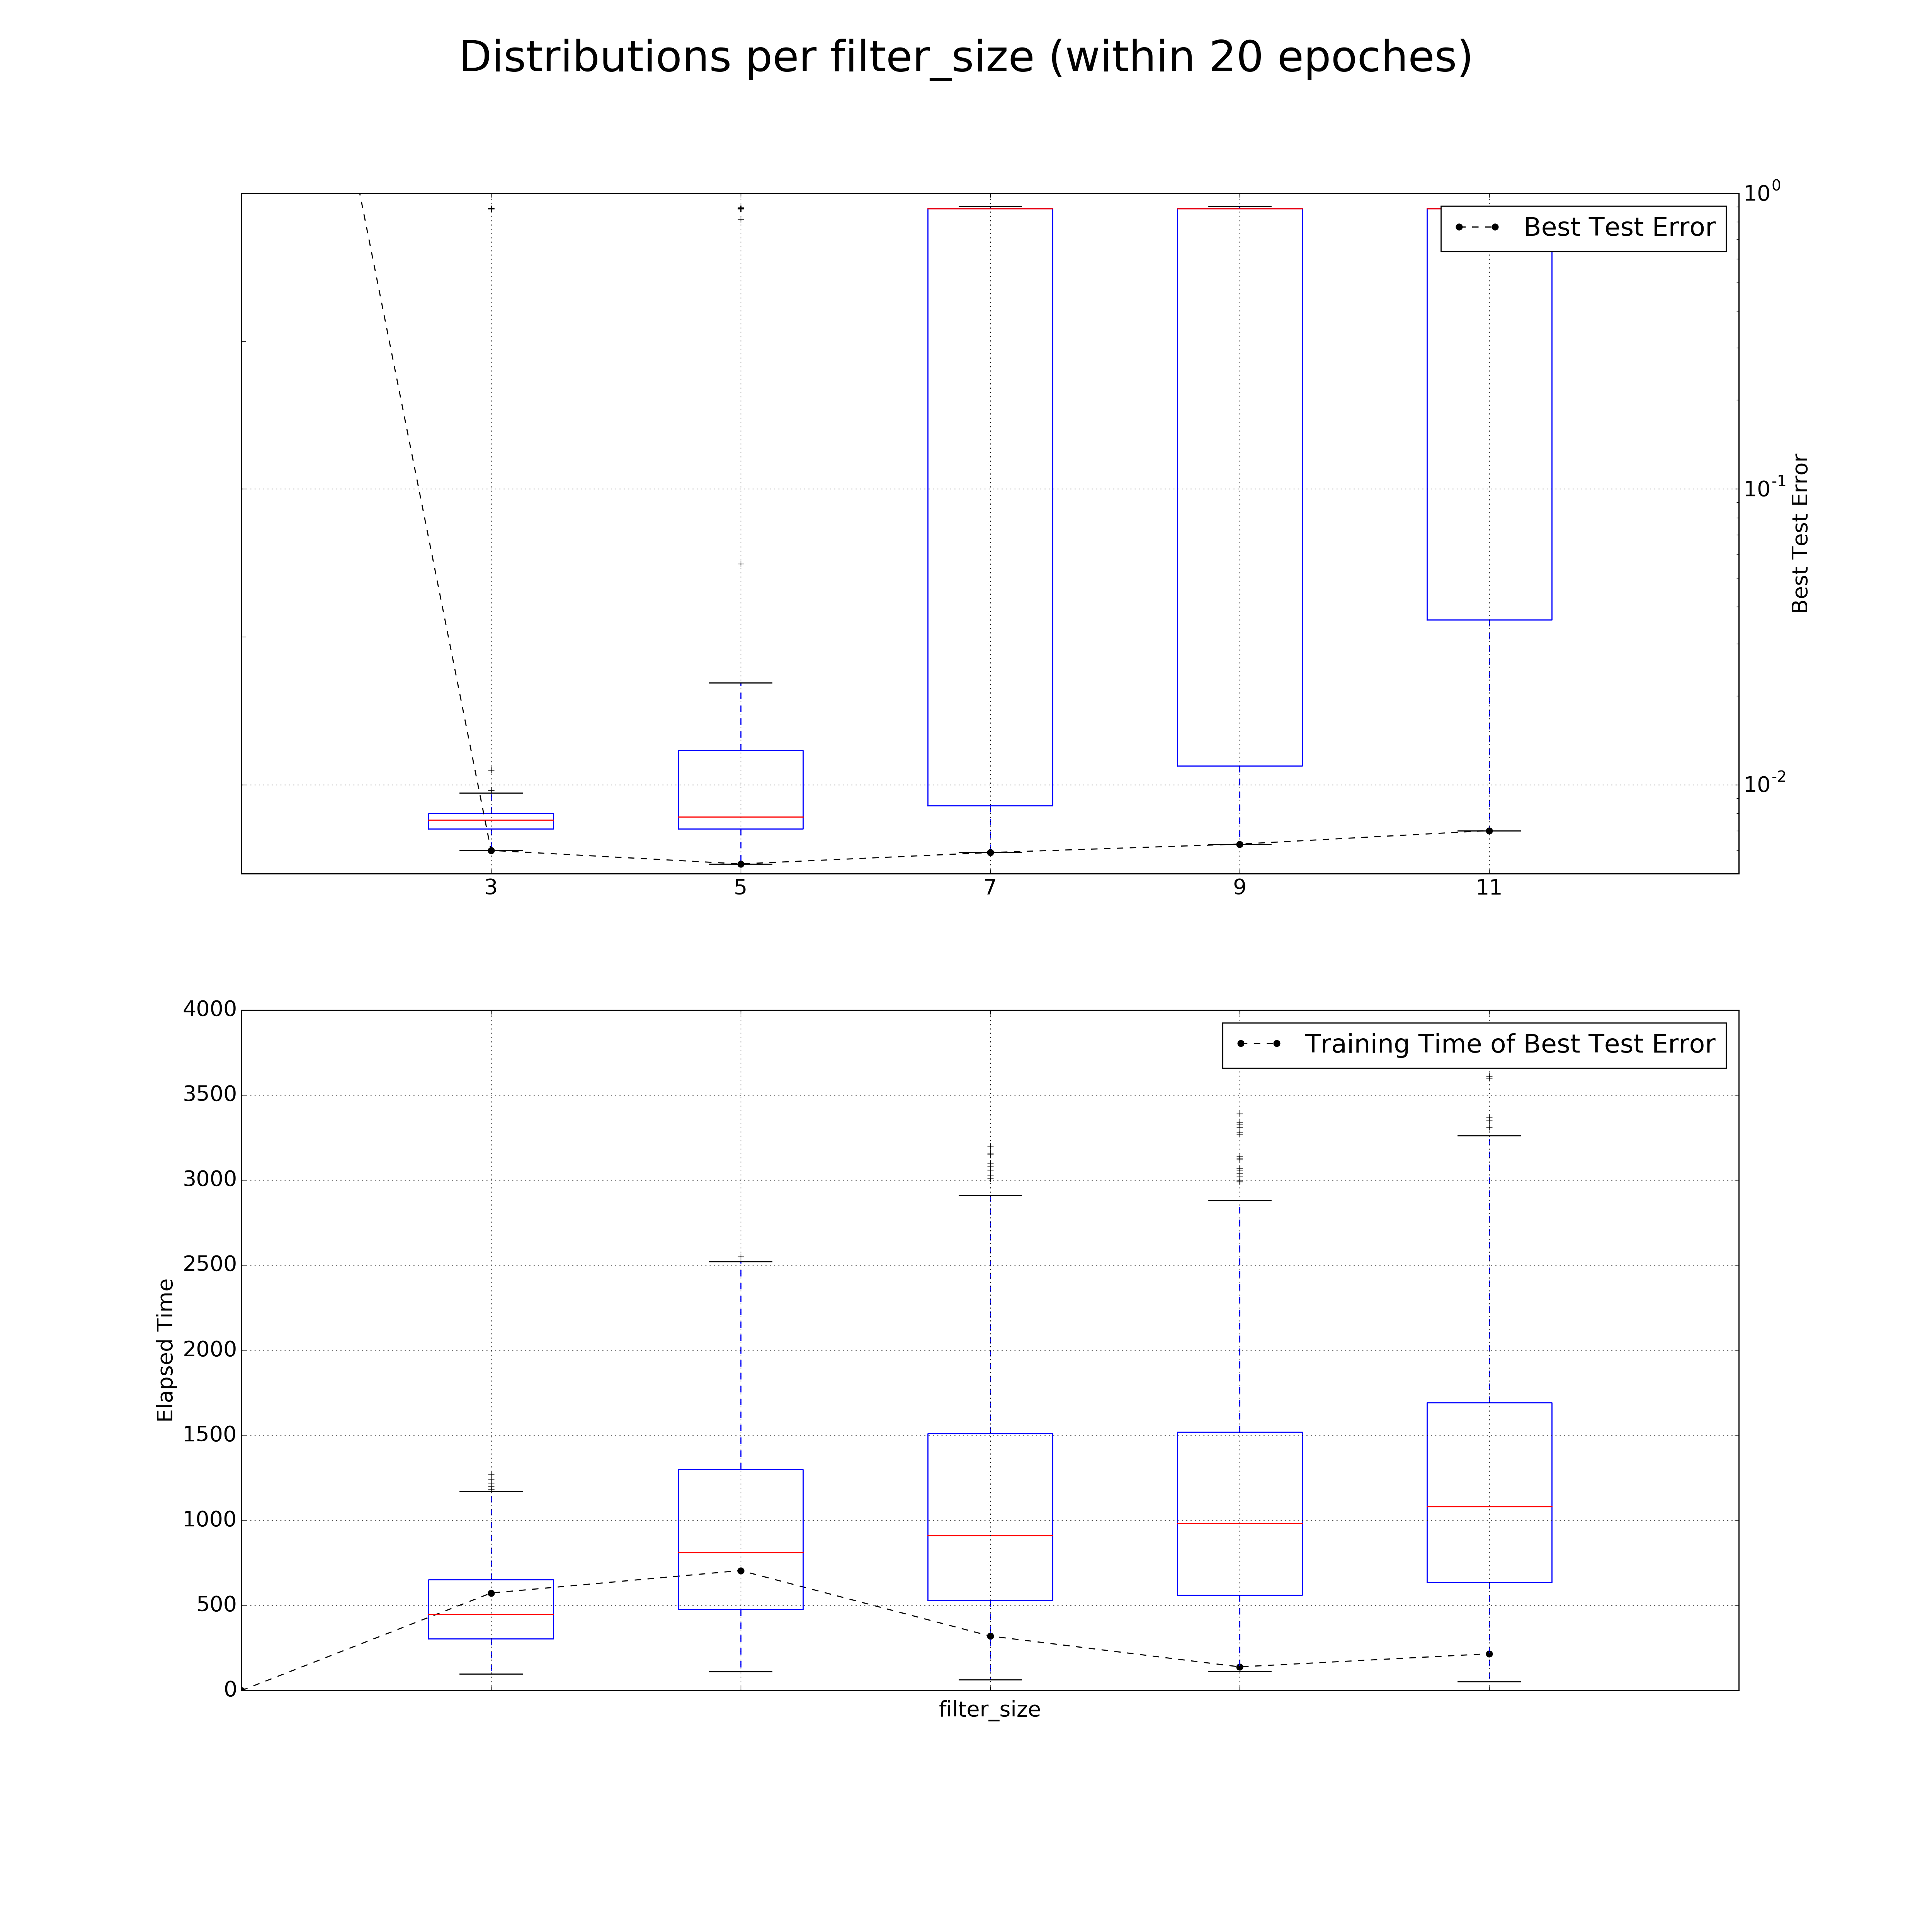 Distributions per filter_size (within 20 epoches)
10^0
Best Test Error
10^-1
Best Test Error
10^-2
3 5 7 9 11
4000
Training Time of Best Test Error
3500
3000
2500
2000
Elapsed Time
1500
1000
500
0
filter_size